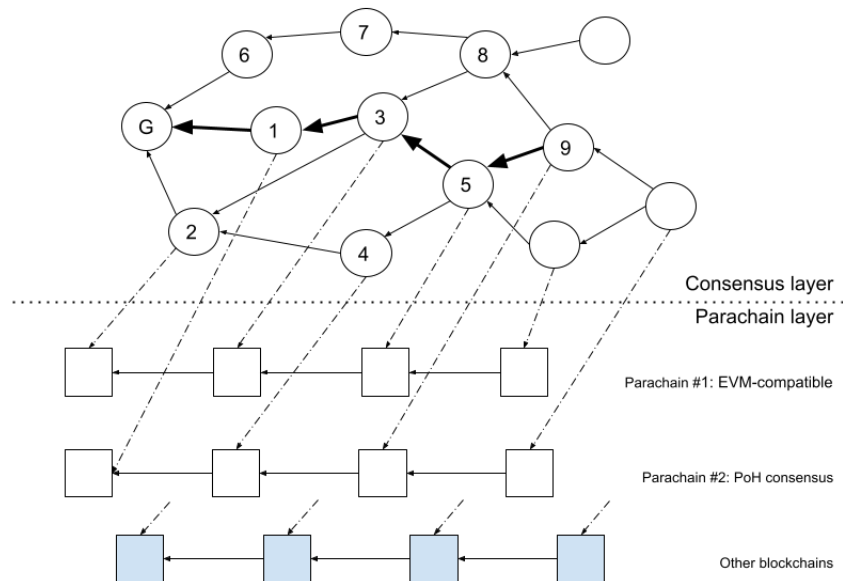 7
6
8
G
1
3
9
5
2
4
Consensus layer
Parachain layer
Parachain #1: EVM-compatible
Parachain #2: PoH consensus
Other blockchains